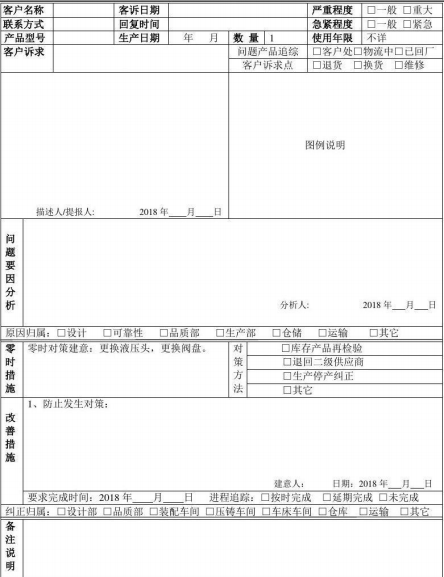 客户名称 客诉日期 严重程度 □一般 □重大
联系方式 回复时间 急紧程度 □一般 □紧急
产品型号 生产日期 年 月 数 量 1 使用年限 不详
客户诉求 问题产品追综 □客户处□物流中□已回厂
客户诉求点 □退货 □换货 □维修
图例说明
描述人/提报人: 2018 年___月___日
问题要因分析
分析人: 2018 年___月___日
原因归属：□设计 □可靠性 □品质部 □生产部 □仓储 □运输 □其它
零时措施 零时对策建意：更换液压头，更换阀盘。 对策方法 □库存产品再检验
□退回二级供应商
□生产停产纠正
□其它
改善措施 1、防止发生对策；
建意人: 日期：2018 年___月___日
要求完成时间：2018 年____月____日 进程追踪：□按时完成 □延期完成 □未完成
纠正归属：□设计部 □品质部 □装配车间 □压铸车间 □车床车间 □仓库 □运输 □其它
备注说明